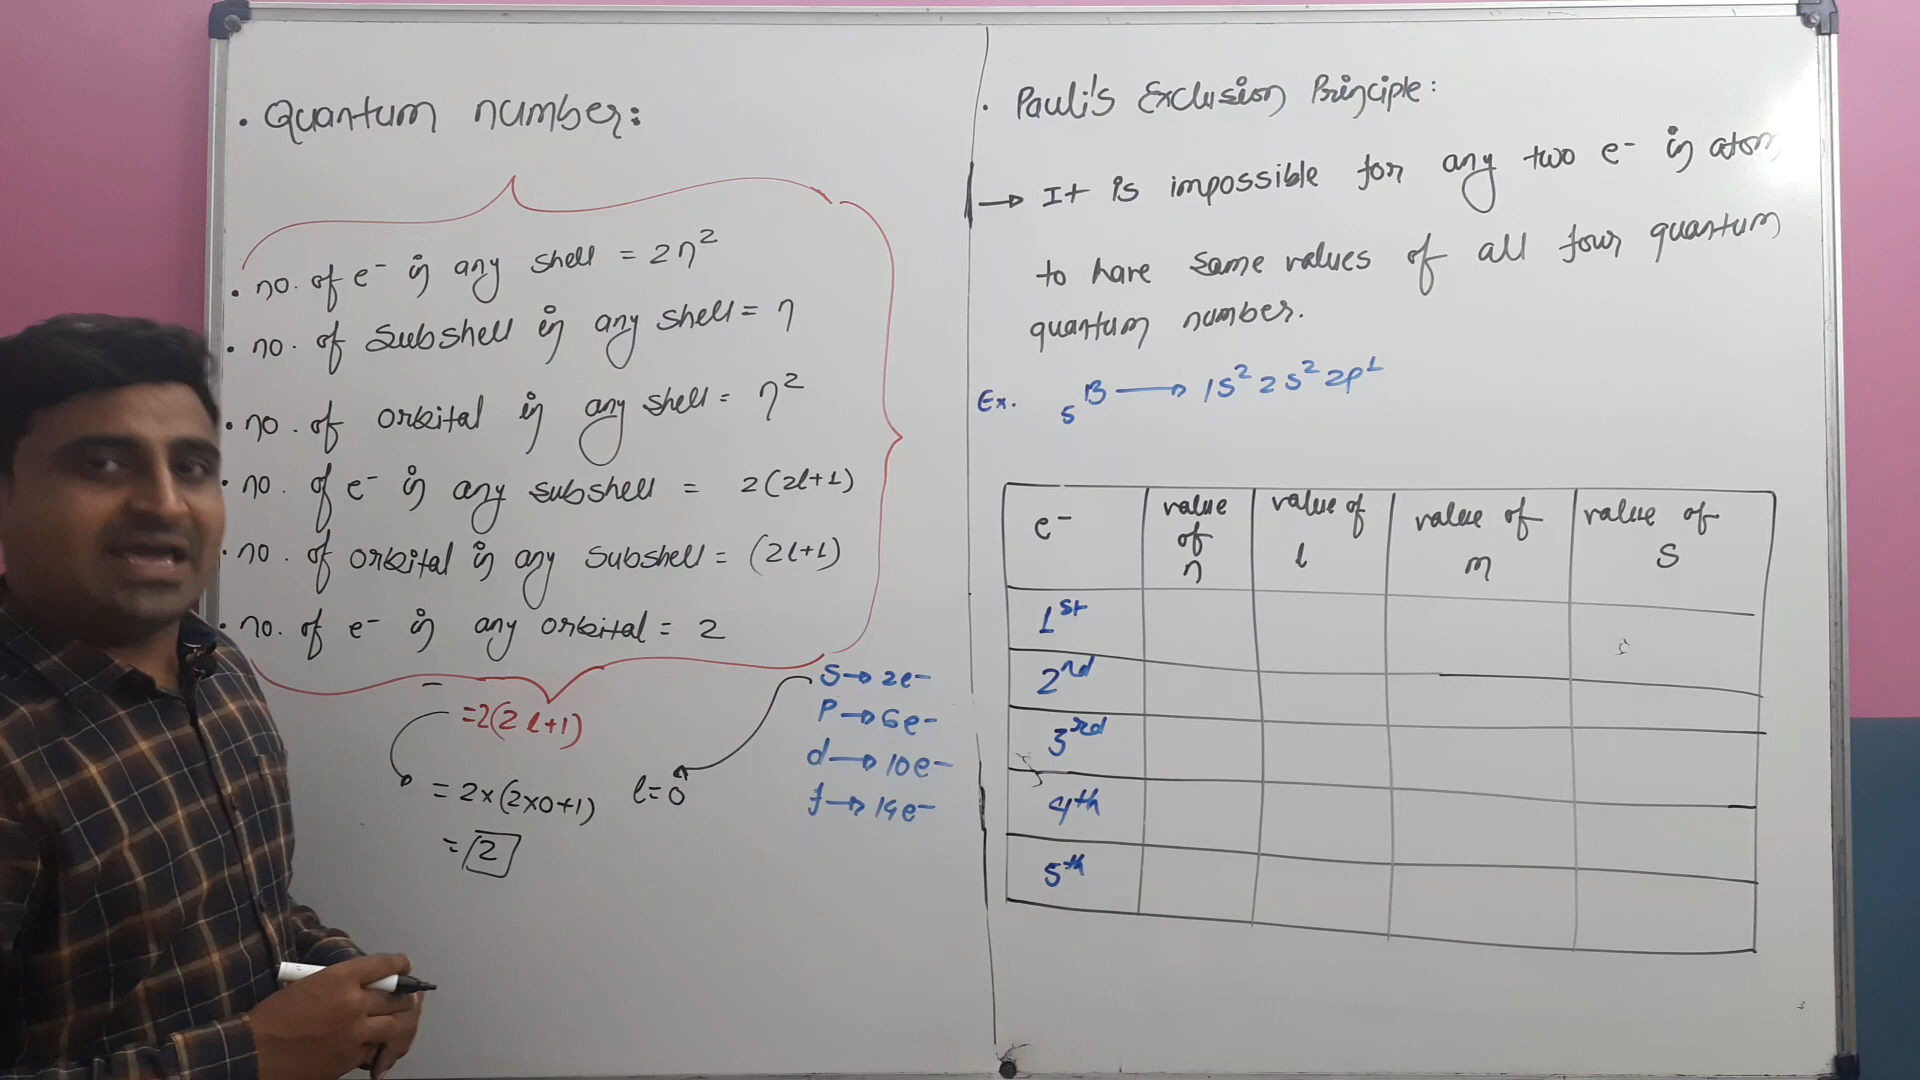 • Quantum number:
• no. of e⁻ in any shell = 2n²
• no. of subshell in any shell = n
• no. of orbital in any shell = n²
• no. of e⁻ in any subshell = 2(2l+1)
• no. of orbital in any subshell = (2l+1)
• no. of e⁻ in any orbital = 2
=2(2l+1)
= 2×(2×0+1) l=0
= 2
S→2e⁻
P→6e⁻
d→10e⁻
f→14e⁻
• Pauli's Exclusion Principle:
→ It is impossible for any two e⁻ in atom
to have same values of all four quantum
quantum number.
Ex. ₅B → 1s² 2s² 2p¹
e⁻ value of n value of l value of m value of S
1st
2nd
3rd
4th
5th